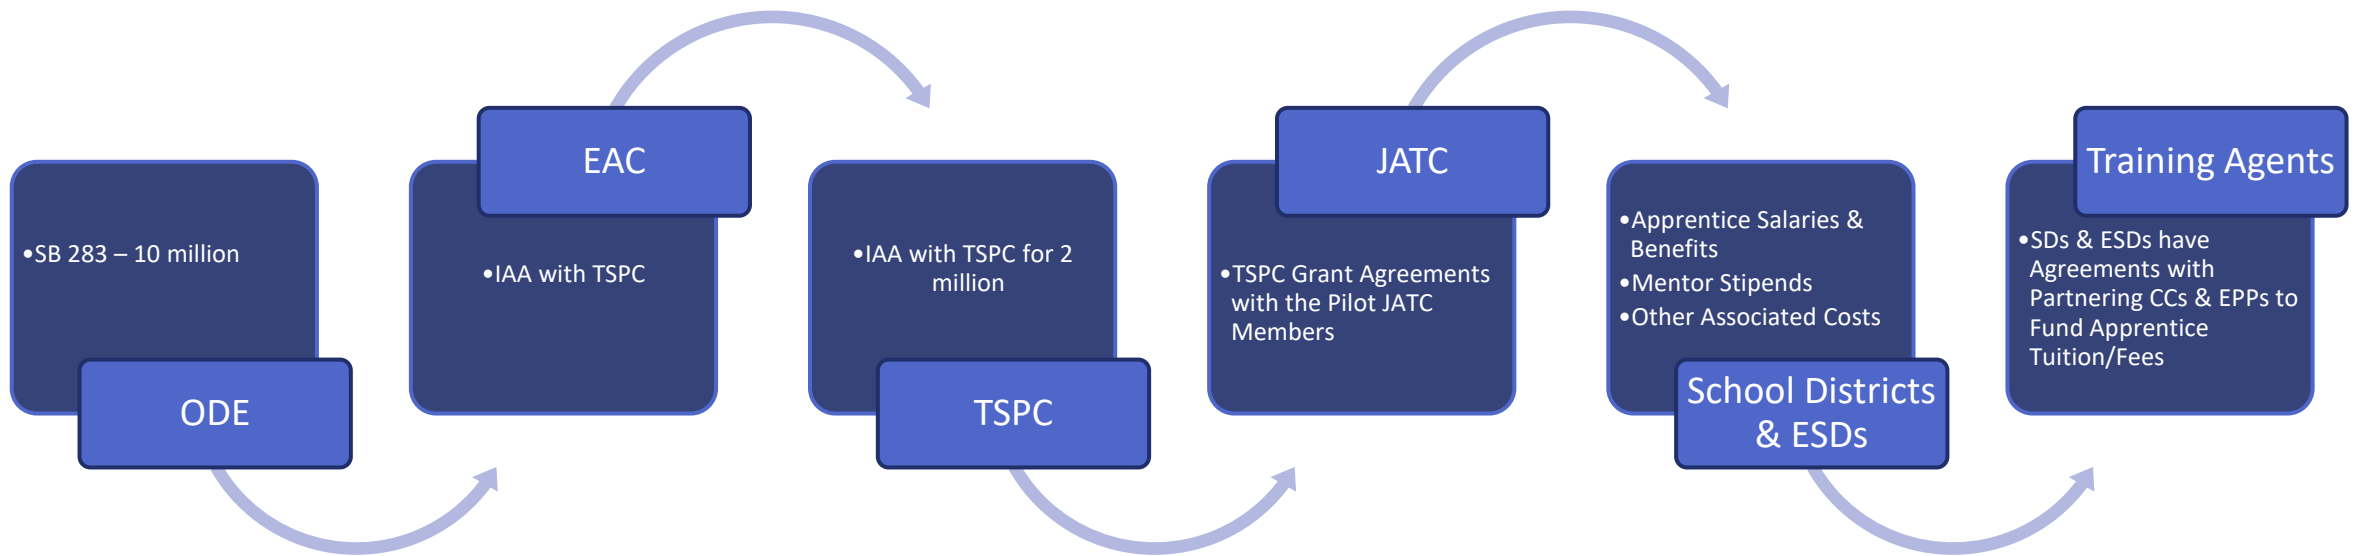 •SB 283 – 10 million
ODE
EAC
•IAA with TSPC
•IAA with TSPC for 2
million
TSPC
JATC
•TSPC Grant Agreements
with the Pilot JATC
Members
•Apprentice Salaries &
Benefits
•Mentor Stipends
•Other Associated Costs
School Districts
& ESDs
Training Agents
•SDs & ESDs have
Agreements with
Partnering CCs & EPPs to
Fund Apprentice
Tuition/Fees